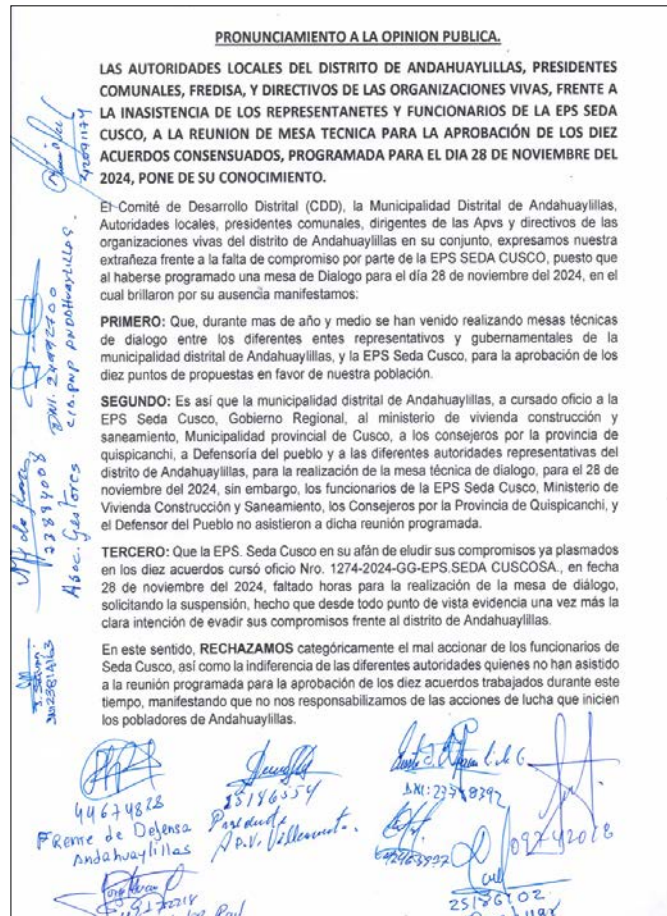 PRONUNCIAMIENTO A LA OPINION PUBLICA.
LAS AUTORIDADES LOCALES DEL DISTRITO DE ANDAHUAYLILLAS, PRESIDENTES
COMUNALES, FREDISA, Y DIRECTIVOS DE LAS ORGANIZACIONES VIVAS, FRENTE A
LA INASISTENCIA DE LOS REPRESENTANETES Y FUNCIONARIOS DE LA EPS SEDA
CUSCO, A LA REUNION DE MESA TECNICA PARA LA APROBACIÓN DE LOS DIEZ
ACUERDOS CONSENSUADOS, PROGRAMADA PARA EL DIA 28 DE NOVIEMBRE DEL
2024, PONE DE SU CONOCIMIENTO.
El Comité de Desarrollo Distrital (CDD), la Municipalidad Distrital de Andahuaylillas,
Autoridades locales, presidentes comunales, dirigentes de las Apvs y directivos de las
organizaciones vivas del distrito de Andahuaylillas en su conjunto, expresamos nuestra
extrañeza frente a la falta de compromiso por parte de la EPS SEDA CUSCO, puesto que
al haberse programado una mesa de Dialogo para el día 28 de noviembre del 2024, en el
cual brillaron por su ausencia manifestamos:
PRIMERO: Que, durante mas de año y medio se han venido realizando mesas técnicas
de dialogo entre los diferentes entes representativos y gubernamentales de la
municipalidad distrital de Andahuaylillas, y la EPS Seda Cusco, para la aprobación de los
diez puntos de propuestas en favor de nuestra población.
SEGUNDO: Es así que la municipalidad distrital de Andahuaylillas, a cursado oficio a la
EPS Seda Cusco, Gobierno Regional, al ministerio de vivienda construcción y
saneamiento, Municipalidad provincial de Cusco, a los consejeros por la provincia de
quispicanchi, a Defensoría del pueblo y a las diferentes autoridades representativas del
distrito de Andahuaylillas, para la realización de la mesa técnica de dialogo, para el 28 de
noviembre del 2024, sin embargo, los funcionarios de la EPS Seda Cusco, Ministerio de
Vivienda Construcción y Saneamiento, los Consejeros por la Provincia de Quispicanchi, y
el Defensor del Pueblo no asistieron a dicha reunión programada.
TERCERO: Que la EPS. Seda Cusco en su afán de eludir sus compromisos ya plasmados
en los diez acuerdos cursó oficio Nro. 1274-2024-GG-EPS.SEDA CUSCOSA., en fecha
28 de noviembre del 2024, faltado horas para la realización de la mesa de diálogo,
solicitando la suspensión, hecho que desde todo punto de vista evidencia una vez más la
clara intención de evadir sus compromisos frente al distrito de Andahuaylillas.
En este sentido, RECHAZAMOS categóricamente el mal accionar de los funcionarios de
Seda Cusco, así como la indiferencia de las diferentes autoridades quienes no han asistido
a la reunión programada para la aprobación de los diez acuerdos trabajados durante este
tiempo, manifestando que no nos responsabilizamos de las acciones de lucha que inicien
los pobladores de Andahuaylillas.
Asoc. Gestores
44674828
Frente de Defensa
Andahuaylillas
25186554